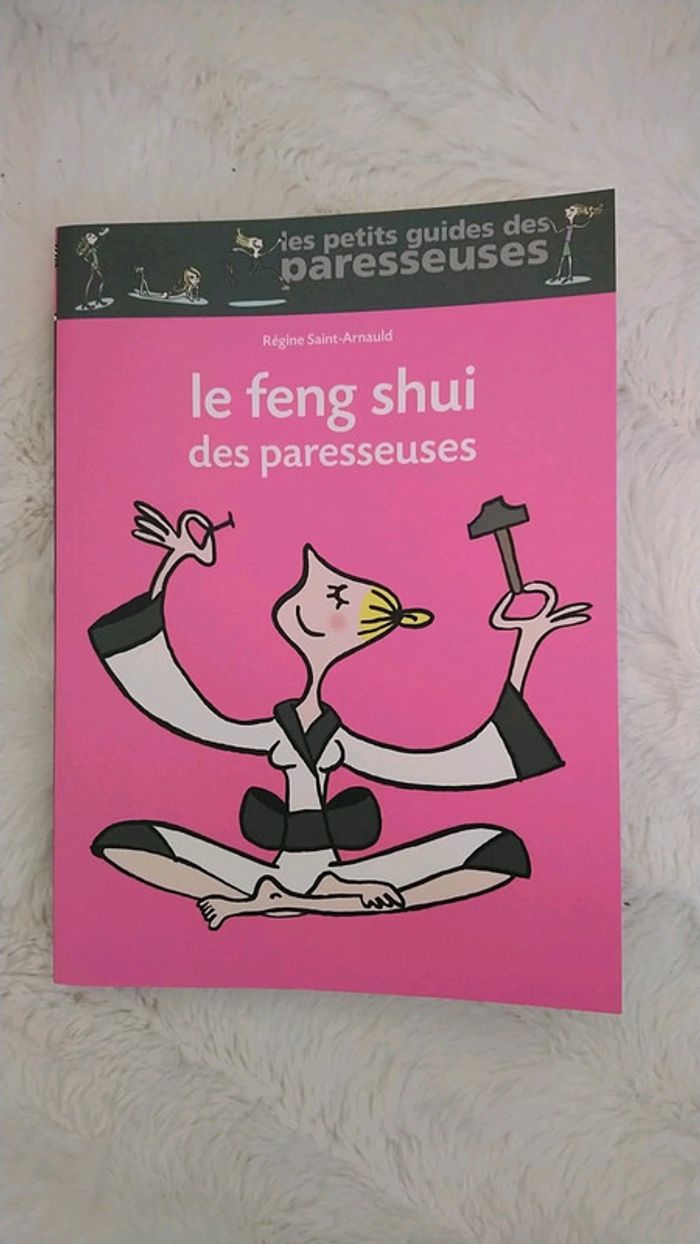 les petits guides des
paresseuses
Régine Saint-Arnauld
le feng shui
des paresseuses